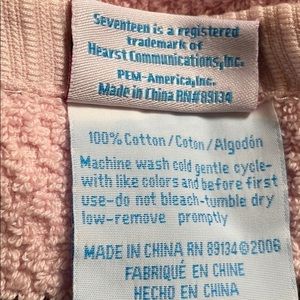 Seventeen is a registered
trademark of
Hearst Communications, Inc.
PEM-America, Inc.
Made in China RN#89134
100% Cotton/Coton/Algodón
Machine wash cold gentle cycle-
with like colors and before first
use-do not bleach-tumble dry
low-remove promptly
MADE IN CHINA RN 89134©2006
FABRIQUÉ EN CHINE
HECHO EN CHINA